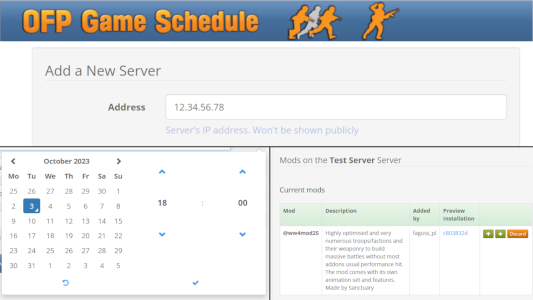 OFP Game Schedule
Add a New Server
Address
12.34.56.78
Server's IP address. Won't be shown publicly
October 2023
Mo Tu We Th Fr Sa Su
25 26 27 28 29 30 1
2 3 4 5 6 7 8
9 10 11 12 13 14 15
16 17 18 19 20 21 22
23 24 25 26 27 28 29
30 31 1 2 3 4 5
18 : 00
Mods on the Test Server Server
Current mods
Mod Description Added by Preview Installation
@ww4mod25 Highly optimised and very
numerous troops/factions and
their weaponry to build
massive battles without most
addons usual performance hit.
The mod comes with its own
animation set and features.
Made by Sanctuary
faguss_pl
c803832d
Discard